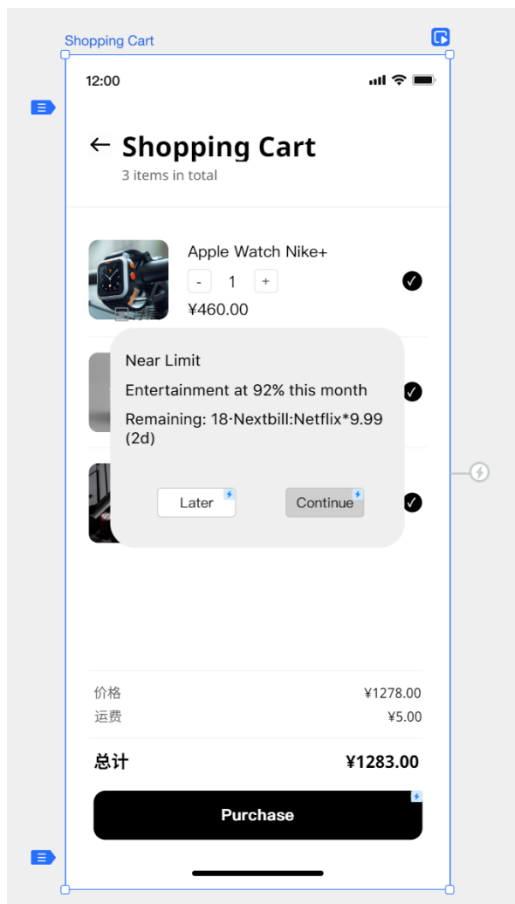 Shopping Cart
12:00
Shopping Cart
3 items in total
Apple Watch Nike+
- 1 +
¥460.00
Near Limit
Entertainment at 92% this month
Remaining: 18·Nextbill:Netflix*9.99
(2d)
Later Continue
价格 ¥1278.00
运费 ¥5.00
总计 ¥1283.00
Purchase